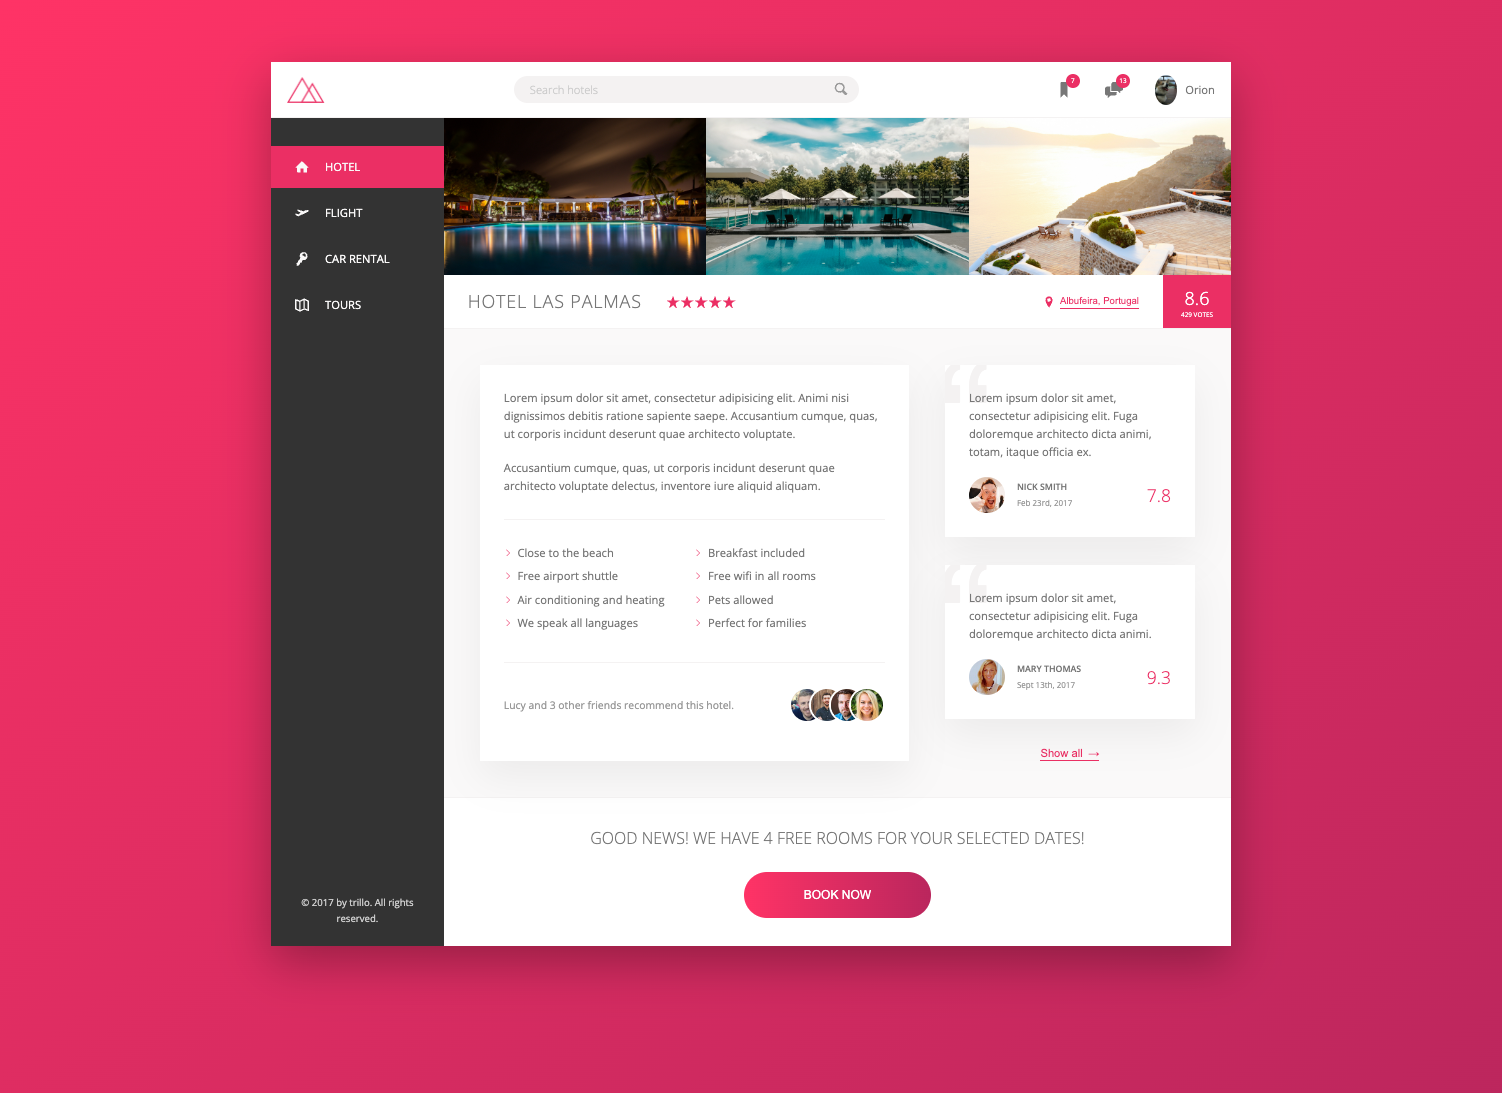 Search hotels
7
13
Orion
HOTEL
FLIGHT
CAR RENTAL
TOURS
© 2017 by trillo. All rights
reserved.
HOTEL LAS PALMAS
Albufeira, Portugal
8.6
429 VOTES
Lorem ipsum dolor sit amet, consectetur adipisicing elit. Animi nisi
dignissimos debitis ratione sapiente saepe. Accusantium cumque, quas,
ut corporis incidunt deserunt quae architecto voluptate.
Accusantium cumque, quas, ut corporis incidunt deserunt quae
architecto voluptate delectus, inventore iure aliquid aliquam.
Close to the beach
Breakfast included
Free airport shuttle
Free wifi in all rooms
Air conditioning and heating
Pets allowed
We speak all languages
Perfect for families
Lucy and 3 other friends recommend this hotel.
“
Lorem ipsum dolor sit amet,
consectetur adipisicing elit. Fuga
doloremque architecto dicta animi,
totam, itaque officia ex.
NICK SMITH
Feb 23rd, 2017
7.8
“
Lorem ipsum dolor sit amet,
consectetur adipisicing elit. Fuga
doloremque architecto dicta animi.
MARY THOMAS
Sept 13th, 2017
9.3
Show all →
GOOD NEWS! WE HAVE 4 FREE ROOMS FOR YOUR SELECTED DATES!
BOOK NOW